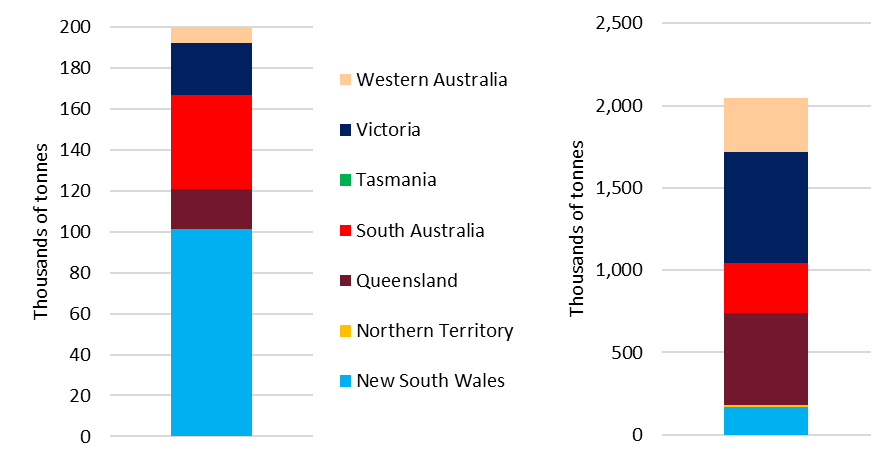 Thousands of tonnes
200
180
160
140
120
100
80
60
40
20
0
Western Australia
Victoria
Tasmania
South Australia
Queensland
Northern Territory
New South Wales
Thousands of tonnes
2,500
2,000
1,500
1,000
500
0